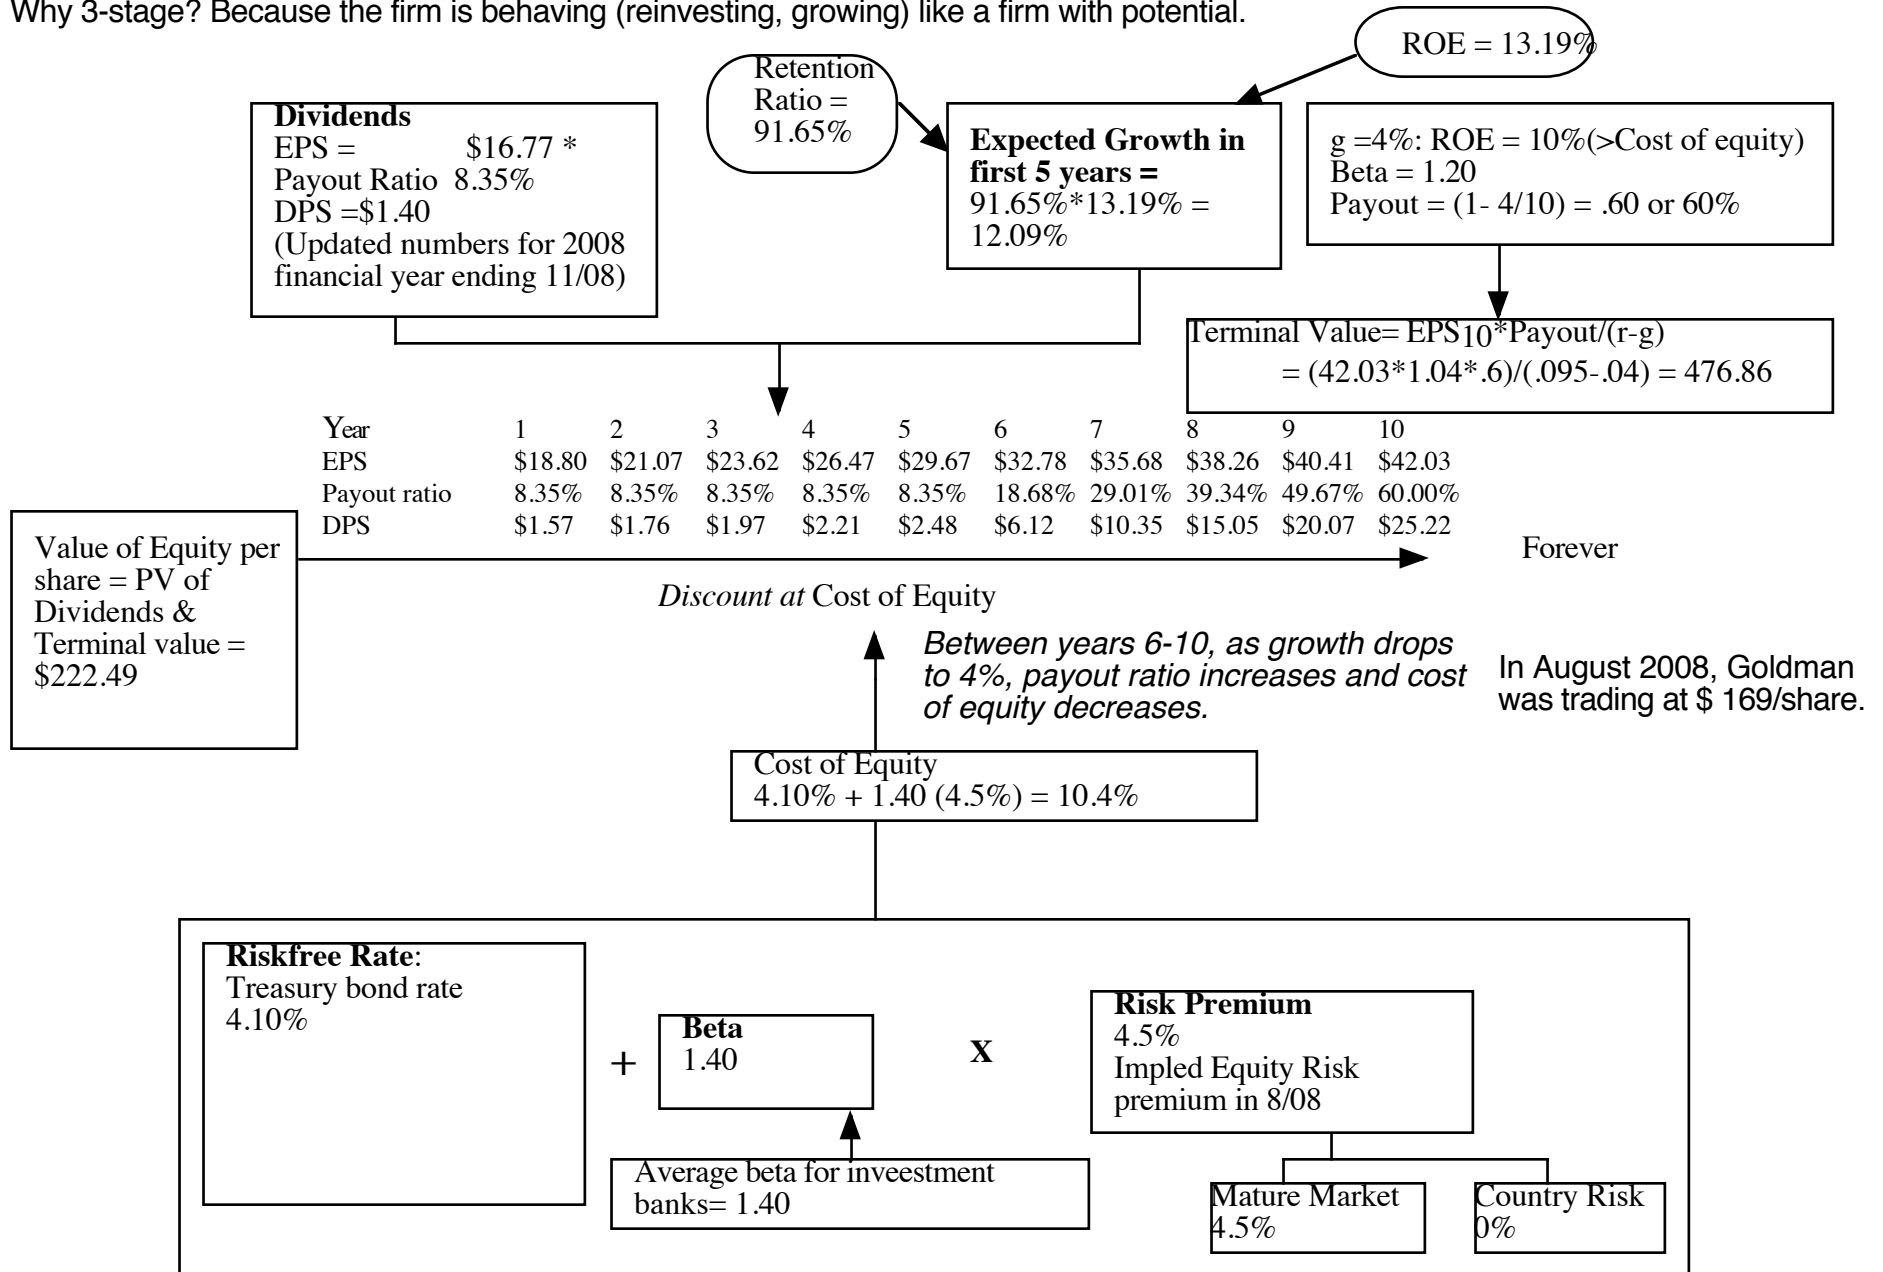 Why 3-stage? Because the firm is behaving (reinvesting, growing) like a firm with potential.
ROE = 13.19%
Retention
Ratio =
91.65%
Dividends
EPS = $16.77 *
Payout Ratio 8.35%
DPS =$1.40
(Updated numbers for 2008
financial year ending 11/08)
Expected Growth in
first 5 years =
91.65%*13.19% =
12.09%
g =4%: ROE = 10%(>Cost of equity)
Beta = 1.20
Payout = (1- 4/10) = .60 or 60%
Terminal Value= EPS10*Payout/(r-g)
= (42.03*1.04*.6)/(.095-.04) = 476.86
Year 1 2 3 4 5 6 7 8 9 10
EPS $18.80 $21.07 $23.62 $26.47 $29.67 $32.78 $35.68 $38.26 $40.41 $42.03
Payout ratio 8.35% 8.35% 8.35% 8.35% 8.35% 18.68% 29.01% 39.34% 49.67% 60.00%
DPS $1.57 $1.76 $1.97 $2.21 $2.48 $6.12 $10.35 $15.05 $20.07 $25.22
Value of Equity per
share = PV of
Dividends &
Terminal value =
$222.49
Forever
Discount at Cost of Equity
Between years 6-10, as growth drops
to 4%, payout ratio increases and cost
of equity decreases.
In August 2008, Goldman
was trading at $ 169/share.
Cost of Equity
4.10% + 1.40 (4.5%) = 10.4%
Riskfree Rate:
Treasury bond rate
4.10%
+
Beta
1.40
X
Risk Premium
4.5%
Impled Equity Risk
premium in 8/08
Average beta for inveestment
banks= 1.40
Mature Market
4.5%
Country Risk
0%